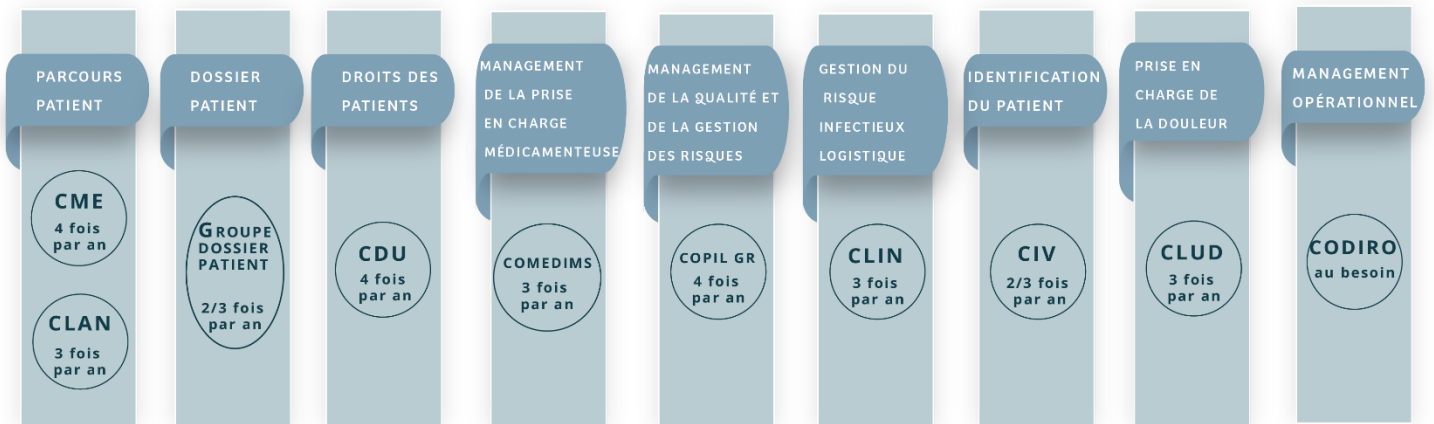 PARCOURS
PATIENT
CME
4 fois
par an
CLAN
3 fois
par an
DOSSIER
PATIENT
GROUPE
DOSSIER
PATIENT
2/3 fois
par an
DROITS DES
PATIENTS
CDU
4 fois
par an
MANAGEMENT
DE LA PRISE
EN CHARGE
MÉDICAMENTEUSE
COMEDIMS
3 fois
par an
MANAGEMENT
DE LA QUALITÉ ET
DE LA GESTION
DES RISQUES
COPIL GR
4 fois
par an
GESTION DU
RISQUE
INFECTIEUX
LOGISTIQUE
CLIN
3 fois
par an
IDENTIFICATION
DU PATIENT
CIV
2/3 fois
par an
PRISE EN
CHARGE DE
LA DOULEUR
CLUD
3 fois
par an
MANAGEMENT
OPÉRATIONNEL
CODIRO
au besoin